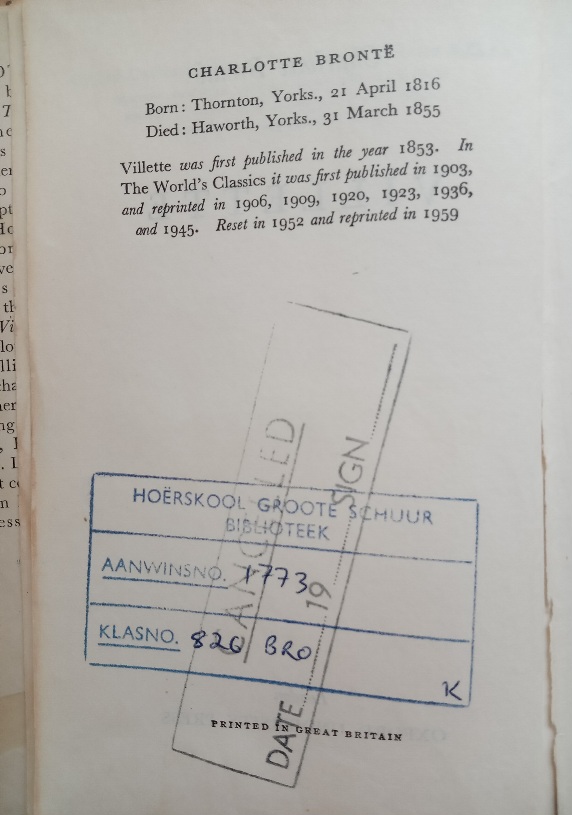 CHARLOTTE BRONTË
Born: Thornton, Yorks., 21 April 1816
Died: Haworth, Yorks., 31 March 1855
Villette was first published in the year 1853. In
The World's Classics it was first published in 1903,
and reprinted in 1906, 1909, 1920, 1923, 1936,
and 1945. Reset in 1952 and reprinted in 1959
CANCELLED
DATE ............ 19 ...... SIGN ............
HOËRSKOOL GROOTE SCHUUR
BIBLIOTEEK
AANWINSNO. 1773
KLASNO. 820 BRO
K
PRINTED IN GREAT BRITAIN